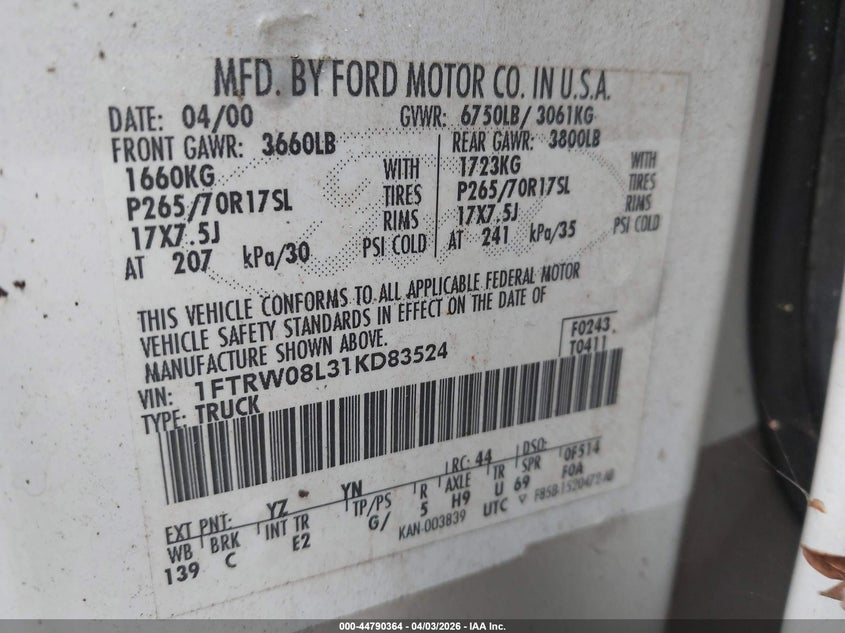 MFD. BY FORD MOTOR CO. IN U.S.A.
DATE: 04/00 GVWR: 6750LB/ 3061KG
FRONT GAWR: 3660LB REAR GAWR: 3800LB
1660KG WITH 1723KG WITH
P265/70R17SL TIRES P265/70R17SL TIRES
17X7.5J RIMS 17X7.5J RIMS
AT 207 kPa/30 PSI COLD AT 241 kPa/35 PSI COLD
THIS VEHICLE CONFORMS TO ALL APPLICABLE FEDERAL MOTOR
VEHICLE SAFETY STANDARDS IN EFFECT ON THE DATE OF
MANUFACTURE SHOWN ABOVE.
F0243
T0411
VIN: 1FTRW08L31KD83524
TYPE: TRUCK
EXT PNT: YZ YN RC: 44 DSO: 0F514
WB BRK INT TR TP/PS R AXLE TR SPR F0A
139 C E2 G/ 5 H9 U 69
KAN-003839 UTC
000-44790364 - 04/03/2026 - IAA Inc.